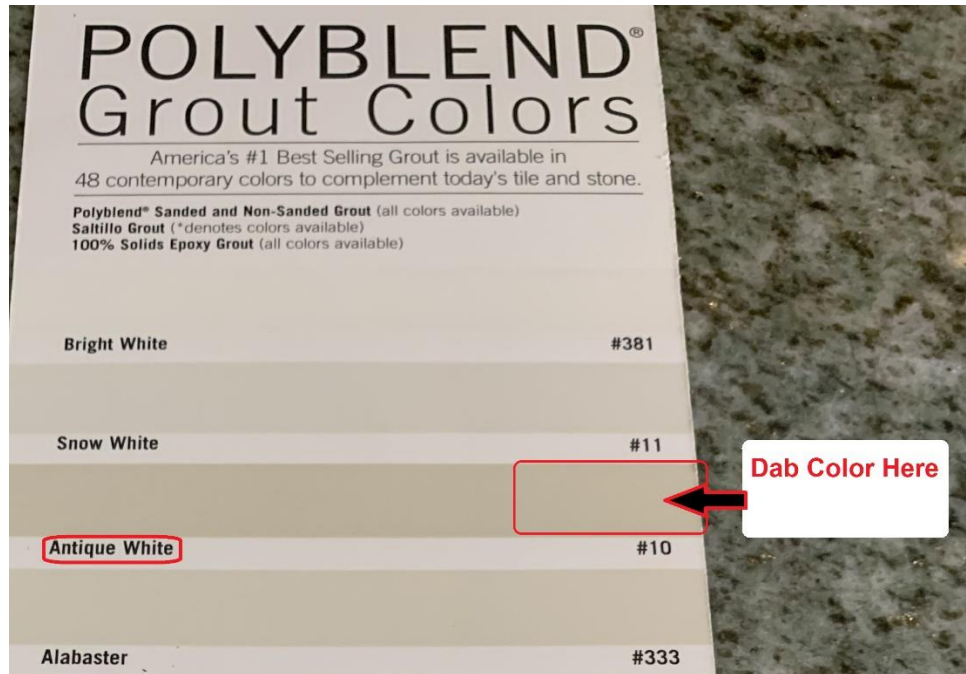 POLYBLEND®
Grout Colors
America's #1 Best Selling Grout is available in
48 contemporary colors to complement today's tile and stone.
Polyblend® Sanded and Non-Sanded Grout (all colors available)
Saltillo Grout (*denotes colors available)
100% Solids Epoxy Grout (all colors available)
Bright White #381
Snow White #11
Dab Color Here
Antique White #10
Alabaster #333